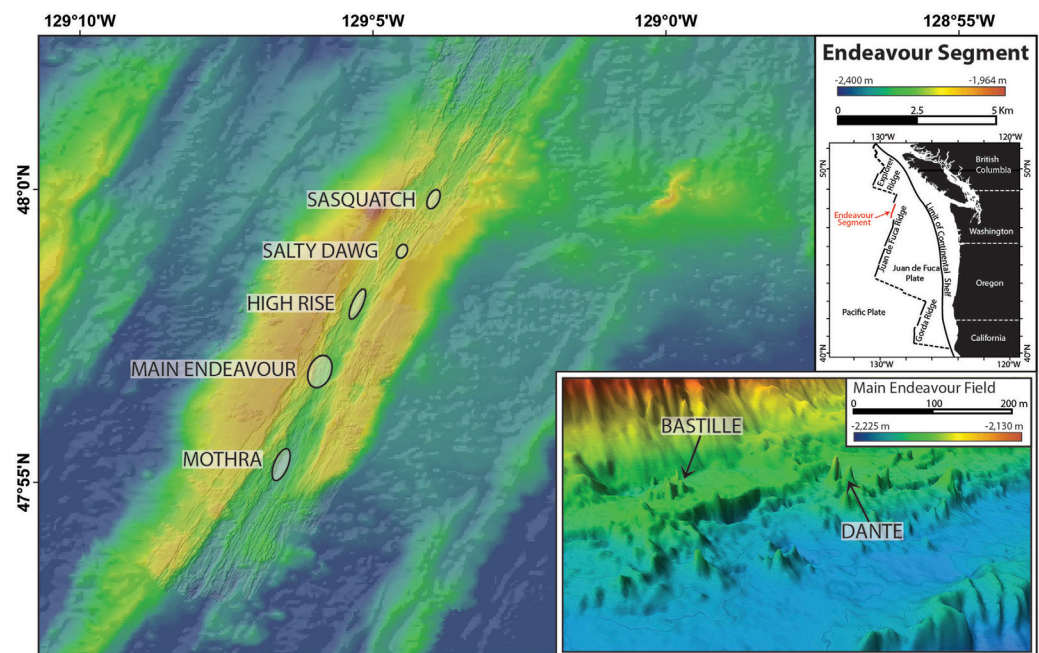 129°10'W 129°5'W 129°0'W 128°55'W
48°0'N
47°55'N
SASQUATCH
SALTY DAWG
HIGH RISE
MAIN ENDEAVOUR
MOTHRA
Endeavour Segment
-2,400 m -1,964 m
0 2.5 5 Km
130°W 120°W
50°N 50°N
British
Columbia
Explorer
Ridge
Endeavour
Segment
Juan de Fuca Ridge
Limit of Continental Shelf
Washington
Juan de Fuca
Plate
Oregon
Pacific Plate
Gorda Ridge
California
40°N 40°N
130°W 120°W
Main Endeavour Field
0 100 200 m
-2,225 m -2,130 m
BASTILLE
DANTE